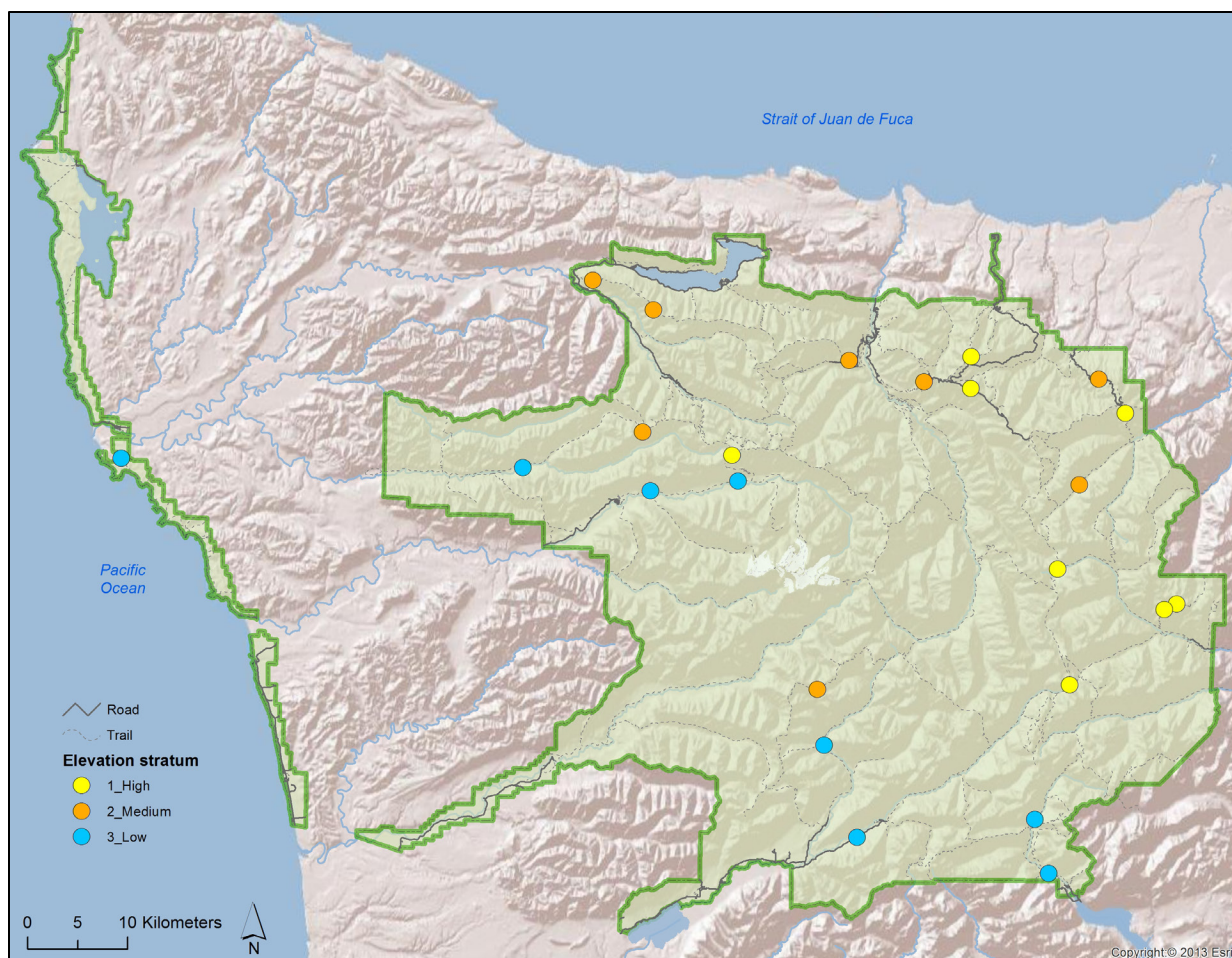 Strait of Juan de Fuca
Pacific
Ocean
Road
Trail
Elevation stratum
1_High
2_Medium
3_Low
0 5 10 Kilometers
N
Copyright:© 2013 Esri